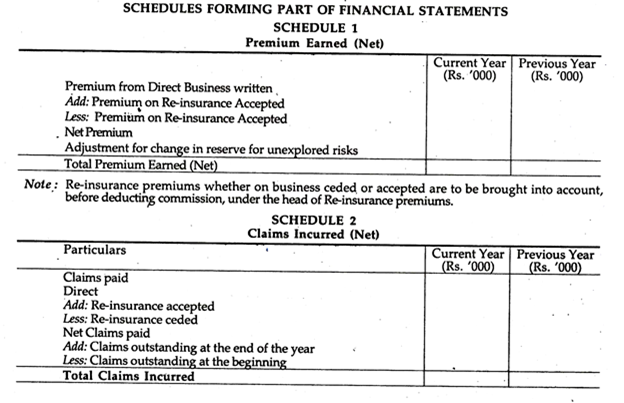 SCHEDULES FORMING PART OF FINANCIAL STATEMENTS
SCHEDULE 1
Premium Earned (Net)
Current Year Previous Year
(Rs. '000) (Rs. '000)
Premium from Direct Business written
Add: Premium on Re-insurance Accepted
Less: Premium on Re-insurance Accepted
Net Premium
Adjustment for change in reserve for unexplored risks
Total Premium Earned (Net)
Note: Re-insurance premiums whether on business ceded or accepted are to be brought into account,
before deducting commission, under the head of Re-insurance premiums.
SCHEDULE 2
Claims Incurred (Net)
Particulars Current Year Previous Year
(Rs. '000) (Rs. '000)
Claims paid
Direct
Add: Re-insurance accepted
Less: Re-insurance ceded
Net Claims paid
Add: Claims outstanding at the end of the year
Less: Claims outstanding at the beginning
Total Claims Incurred